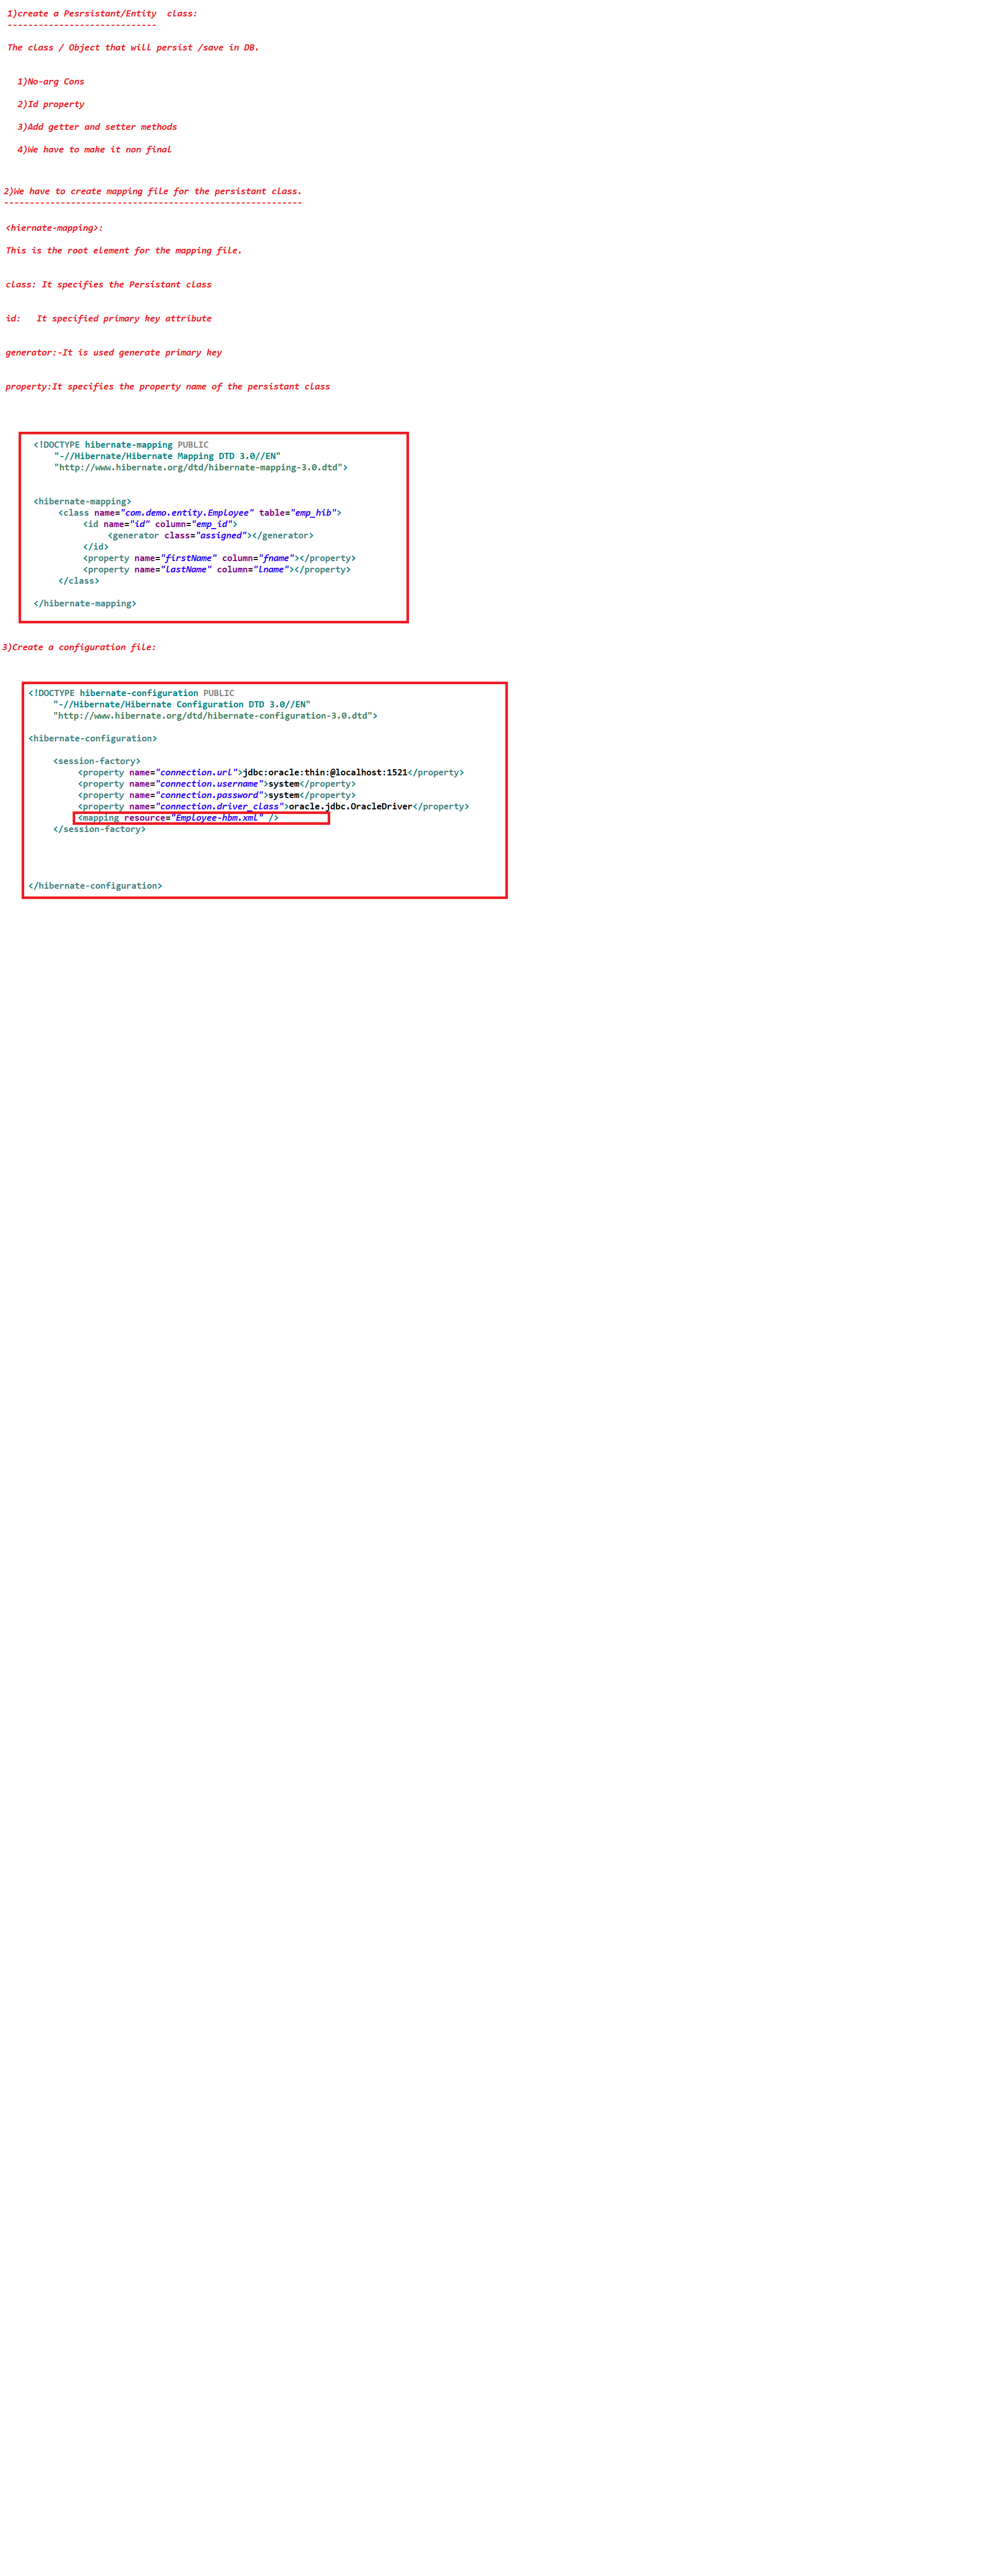 1)create a Pesrsistant/Entity  class:
-----------------------------
The class / Object that will persist /save in DB.
1)No-arg Cons
2)Id property
3)Add getter and setter methods
4)We have to make it non final
2)We have to create mapping file for the persistant class.
----------------------------------------------------------
<hiernate-mapping>:
This is the root element for the mapping file.
class: It specifies the Persistant class
id:   It specified primary key attribute
generator:-It is used generate primary key
property:It specifies the property name of the persistant class
<!DOCTYPE hibernate-mapping PUBLIC
"-//Hibernate/Hibernate Mapping DTD 3.0//EN"
"http://www.hibernate.org/dtd/hibernate-mapping-3.0.dtd">
<hibernate-mapping>
<class name="com.demo.entity.Employee" table="emp_hib">
<id name="id" column="emp_id">
<generator class="assigned"></generator>
</id>
<property name="firstName" column="fname"></property>
<property name="lastName" column="lname"></property>
</class>
</hibernate-mapping>
3)Create a configuration file:
<!DOCTYPE hibernate-configuration PUBLIC
"-//Hibernate/Hibernate Configuration DTD 3.0//EN"
"http://www.hibernate.org/dtd/hibernate-configuration-3.0.dtd">
<hibernate-configuration>
<session-factory>
<property name="connection.url">jdbc:oracle:thin:@localhost:1521</property>
<property name="connection.username">system</property>
<property name="connection.password">system</property>
<property name="connection.driver_class">oracle.jdbc.OracleDriver</property>
<mapping resource="Employee-hbm.xml" />
</session-factory>
</hibernate-configuration>